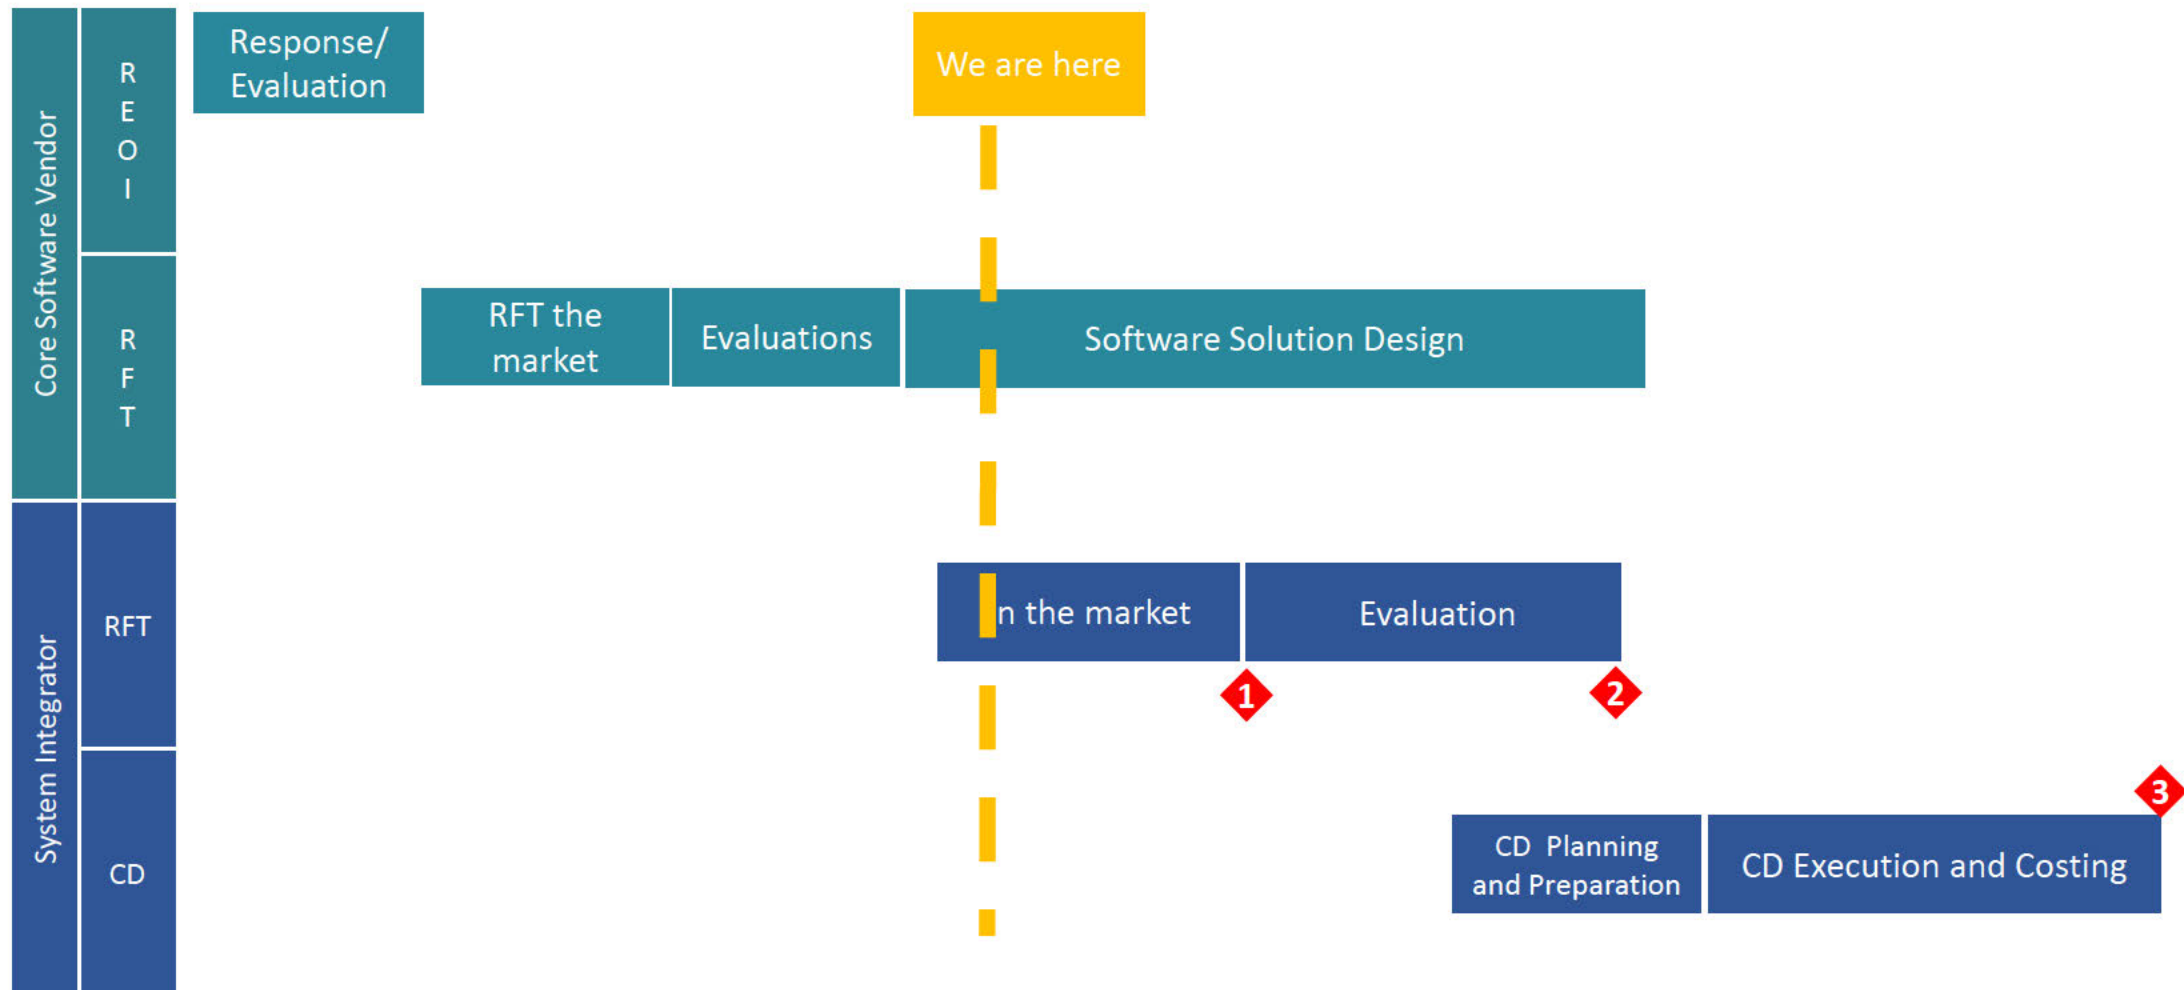 Core Software Vendor
R
E
O
I
Response/
Evaluation
We are here
R
F
T
RFT the
market
Evaluations
Software Solution Design
System Integrator
RFT
n the market
Evaluation
1
2
CD
CD Planning
and Preparation
CD Execution and Costing
3